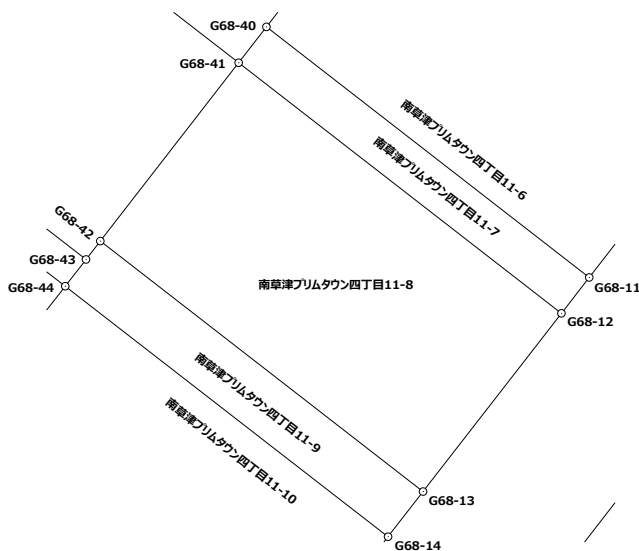 G68-40
G68-41
南草津プリムタウン四丁目11-6
南草津プリムタウン四丁目11-7
G68-42
G68-43
G68-44
南草津プリムタウン四丁目11-8
G68-11
G68-12
南草津プリムタウン四丁目11-9
南草津プリムタウン四丁目11-10
G68-13
G68-14